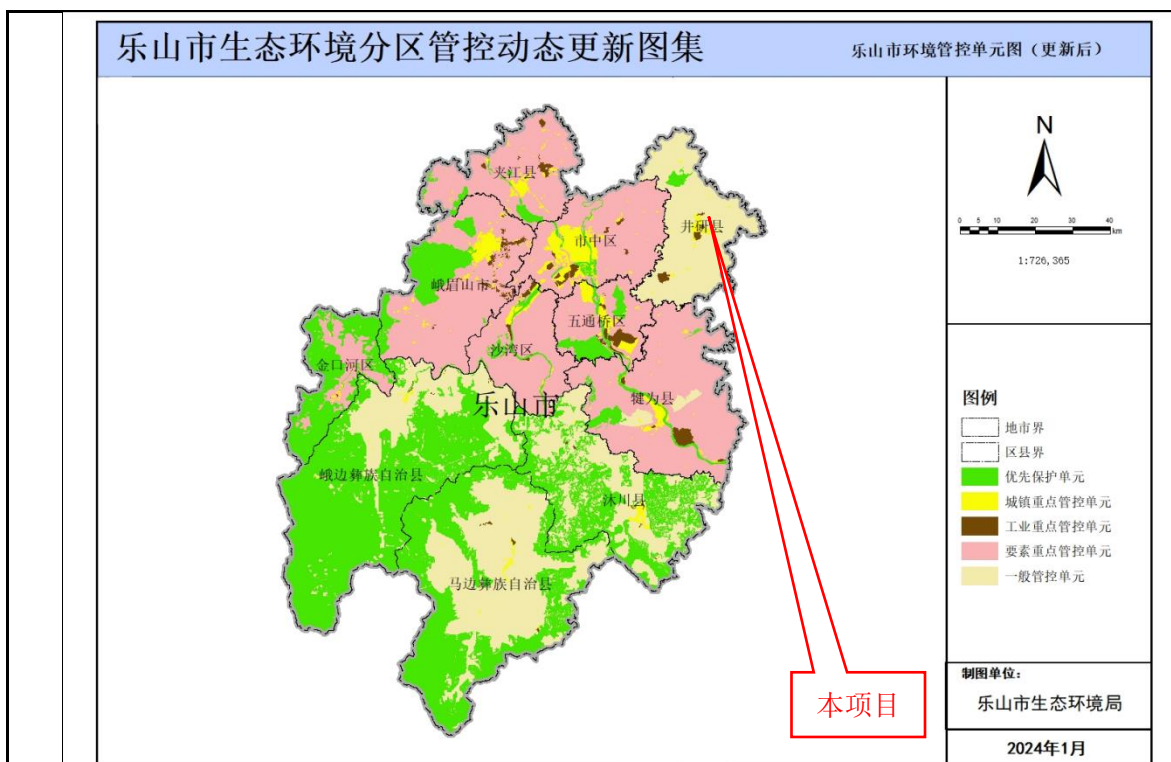 乐山市生态环境分区管控动态更新图集
乐山市环境管控单元图（更新后）
N
0 5 10 20 30 40
km
1:726,365
夹江县
井研县
市中区
峨眉山市
五通桥区
沙湾区
金口河区
乐山市
犍为县
峨边彝族自治县
沐川县
马边彝族自治县
图例
地市界
区县界
优先保护单元
城镇重点管控单元
工业重点管控单元
要素重点管控单元
一般管控单元
本项目
制图单位：
乐山市生态环境局
2024年1月